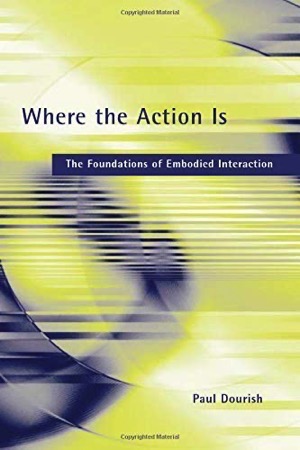 Copyrighted Material
Where the Action Is
The Foundations of Embodied Interaction
Paul Dourish
Copyrighted Material